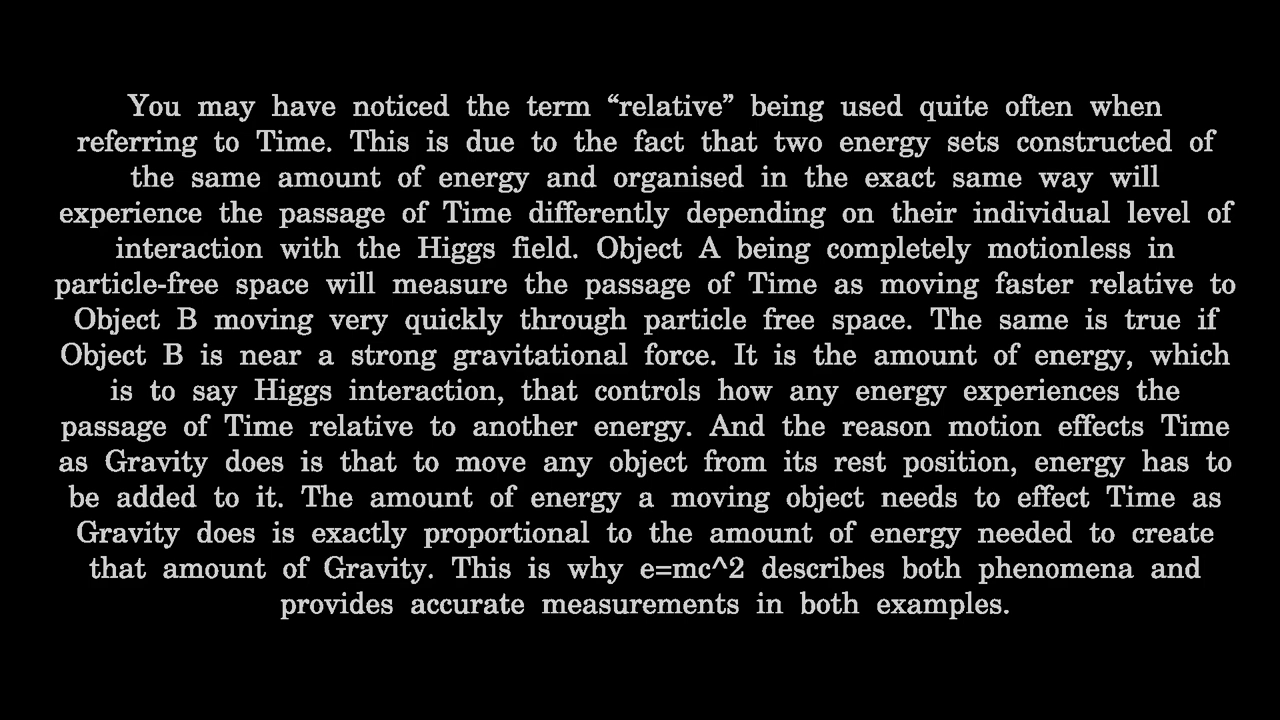 You may have noticed the term “relative” being used quite often when
referring to Time. This is due to the fact that two energy sets constructed of
the same amount of energy and organised in the exact same way will
experience the passage of Time differently depending on their individual level of
interaction with the Higgs field. Object A being completely motionless in
particle-free space will measure the passage of Time as moving faster relative to
Object B moving very quickly through particle free space. The same is true if
Object B is near a strong gravitational force. It is the amount of energy, which
is to say Higgs interaction, that controls how any energy experiences the
passage of Time relative to another energy. And the reason motion effects Time
as Gravity does is that to move any object from its rest position, energy has to
be added to it. The amount of energy a moving object needs to effect Time as
Gravity does is exactly proportional to the amount of energy needed to create
that amount of Gravity. This is why e=mc^2 describes both phenomena and
provides accurate measurements in both examples.